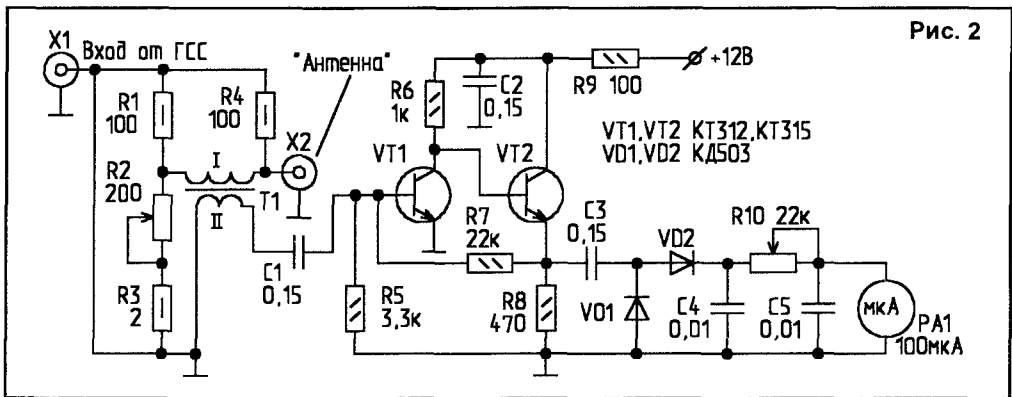 Рис. 2
X1
Вход от ГСС
"Антенна"
R1
100
R4
100
X2
R2
200
I
II
T1
R3
2
C1
0,15
R6
1к
C2
0,15
R9 100
+12В
VT1
VT2
VT1,VT2 КТ312,КТ315
VD1,VD2 КД503
R7
22к
C3
0,15
VD2
R10 22к
R5
3,3к
R8
470
VO1
C4
0,01
C5
0,01
мкА
PA1
100мкА